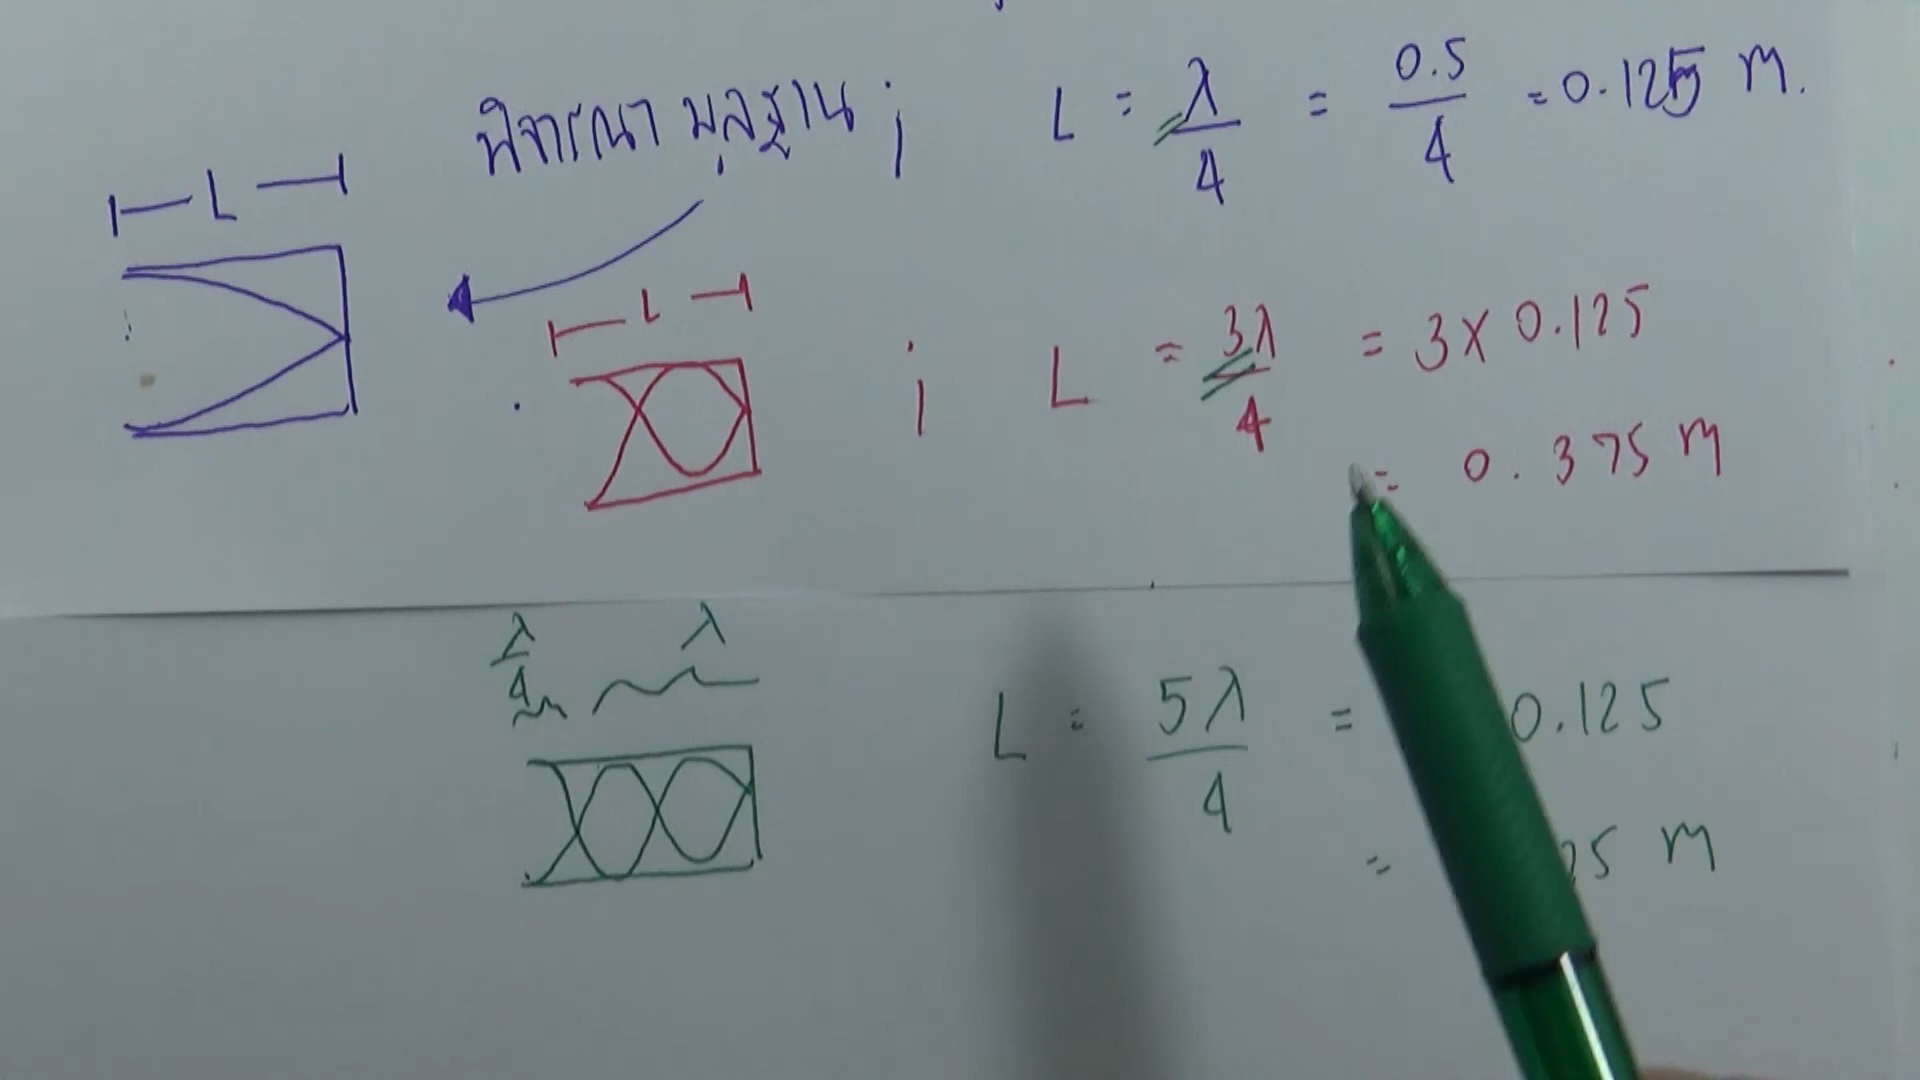 พิจารณา มูลฐาน ; L = λ/4 = 0.5/4 = 0.125 m.
L
L
; L = 3λ/4 = 3 x 0.125
= 0.375 m
λ/4 λ
L = 5λ/4 = 0.125
= 25 m